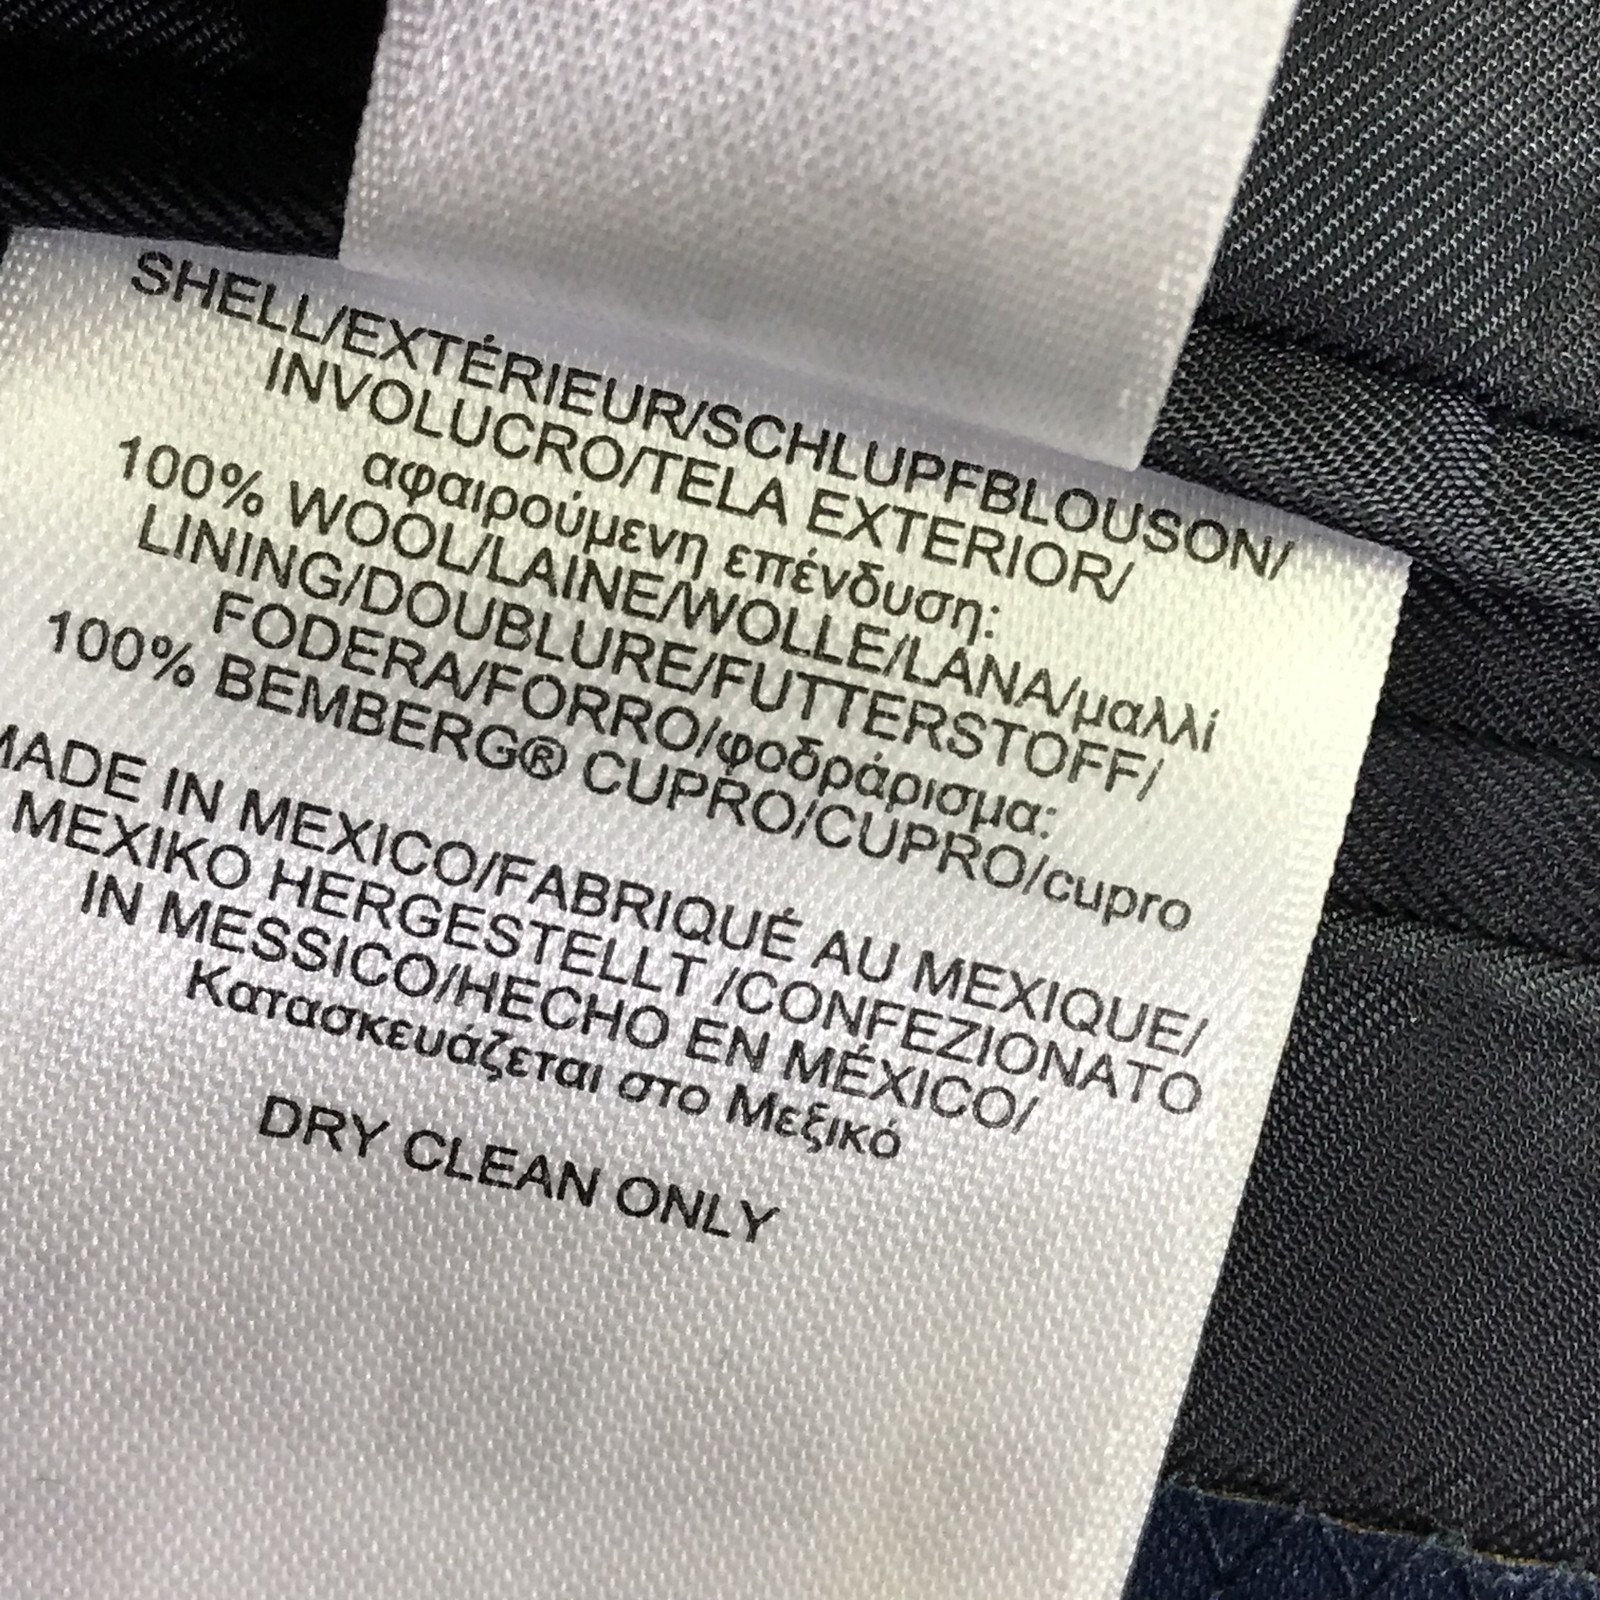 SHELL/EXTÉRIEUR/SCHLUPFBLOUSON/
INVOLUCRO/TELA EXTERIOR/
αφαιρούμενη επένδυση:
100% WOOL/LAINE/WOLLE/LANA/μαλλί
LINING/DOUBLURE/FUTTERSTOFF/
FODERA/FORRO/φοδράρισμα:
100% BEMBERG® CUPRO/CUPRO/cupro
MADE IN MEXICO/FABRIQUÉ AU MEXIQUE/
MEXIKO HERGESTELLT /CONFEZIONATO
IN MESSICO/HECHO EN MÉXICO/
Κατασκευάζεται στο Μεξικό
DRY CLEAN ONLY